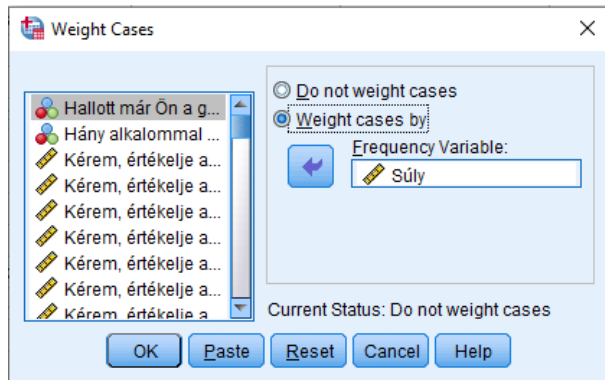 Weight Cases
Hallott már Ön a g...
Hány alkalommal ...
Kérem, értékelje a...
Kérem, értékelje a...
Kérem, értékelje a...
Kérem, értékelje a...
Kérem, értékelje a...
Kérem, értékelje a...
Kérem, értékelje a
Do not weight cases
Weight cases by
Frequency Variable:
Súly
Current Status: Do not weight cases
OK
Paste
Reset
Cancel
Help